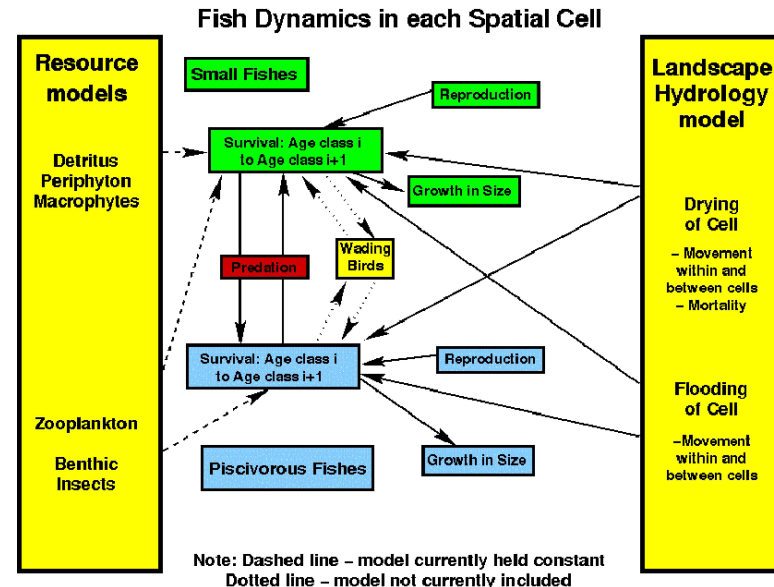 Fish Dynamics in each Spatial Cell
Resource
models
Detritus
Periphyton
Macrophytes
Zooplankton
Benthic
Insects
Small Fishes
Reproduction
Survival: Age class i
to Age class i+1
Growth in Size
Predation
Wading
Birds
Survival: Age class i
to Age class i+1
Reproduction
Growth in Size
Piscivorous Fishes
Landscape
Hydrology
model
Drying
of Cell
– Movement
within and
between cells
– Mortality
Flooding
of Cell
–Movement
within and
between cells
Note: Dashed line – model currently held constant
Dotted line – model not currently included